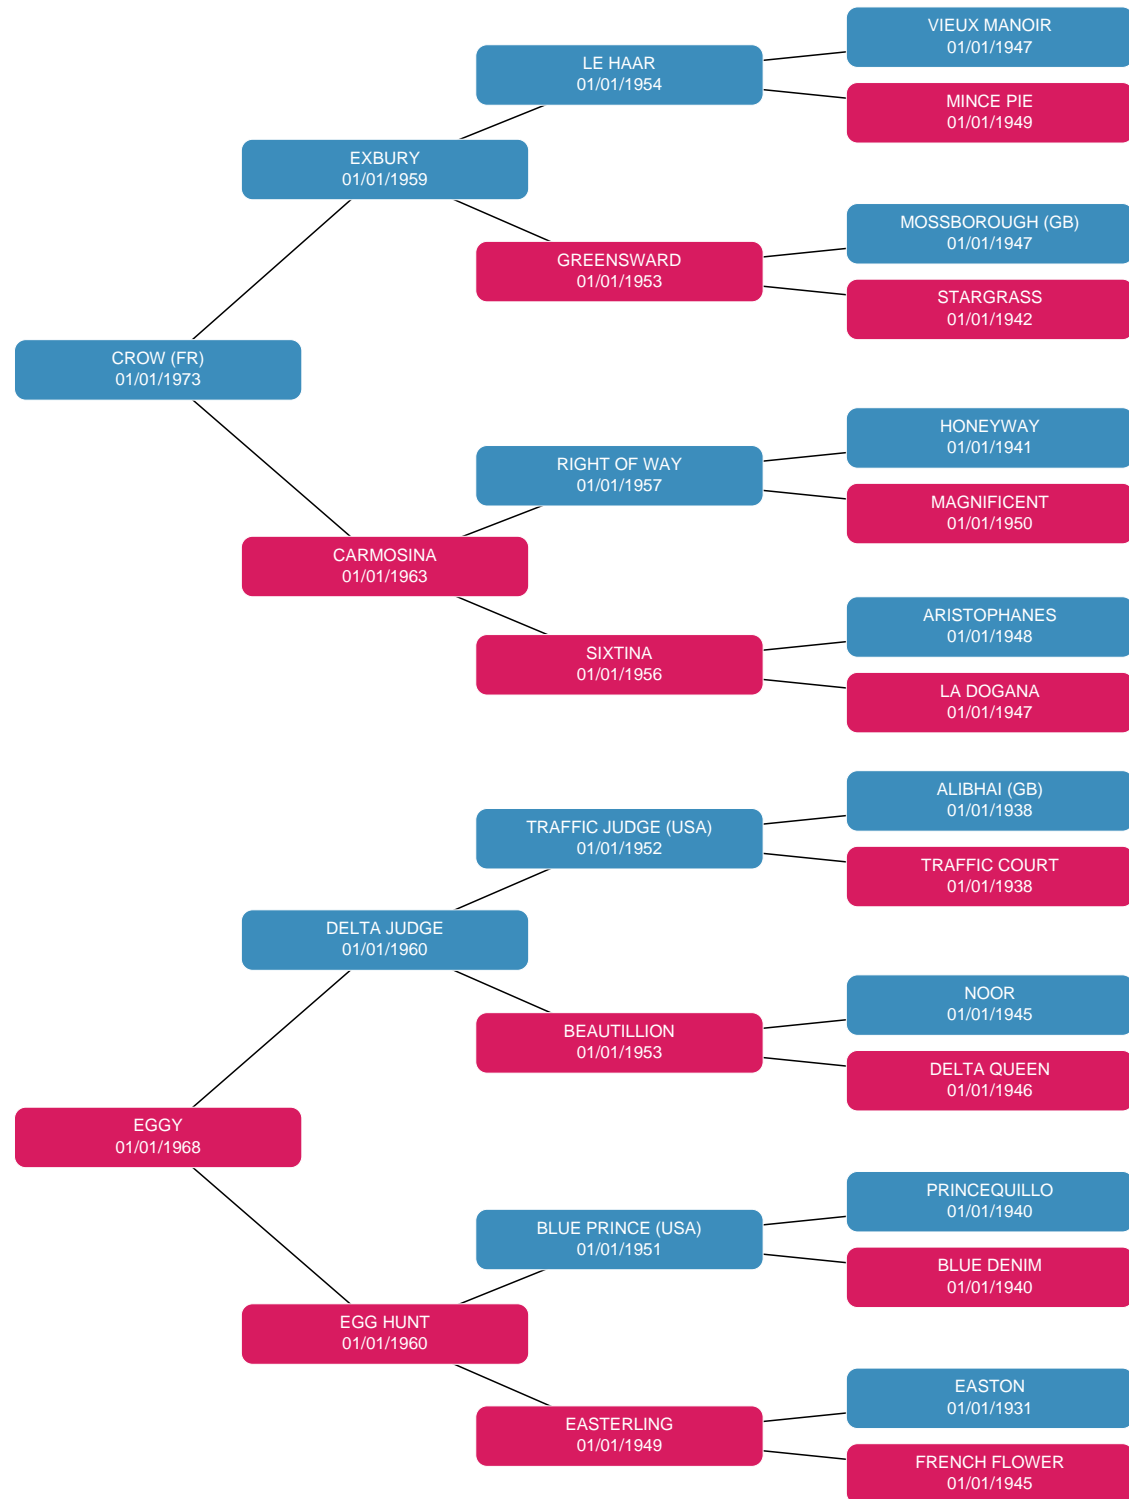 VIEUX MANOIR
01/01/1947
LE HAAR
01/01/1954
MINCE PIE
01/01/1949
EXBURY
01/01/1959
MOSSBOROUGH (GB)
01/01/1947
GREENSWARD
01/01/1953
STARGRASS
01/01/1942
CROW (FR)
01/01/1973
HONEYWAY
01/01/1941
RIGHT OF WAY
01/01/1957
MAGNIFICENT
01/01/1950
CARMOSINA
01/01/1963
ARISTOPHANES
01/01/1948
SIXTINA
01/01/1956
LA DOGANA
01/01/1947
ALIBHAI (GB)
01/01/1938
TRAFFIC JUDGE (USA)
01/01/1952
TRAFFIC COURT
01/01/1938
DELTA JUDGE
01/01/1960
NOOR
01/01/1945
BEAUTILLION
01/01/1953
DELTA QUEEN
01/01/1946
EGGY
01/01/1968
PRINCEQUILLO
01/01/1940
BLUE PRINCE (USA)
01/01/1951
BLUE DENIM
01/01/1940
EGG HUNT
01/01/1960
EASTON
01/01/1931
EASTERLING
01/01/1949
FRENCH FLOWER
01/01/1945